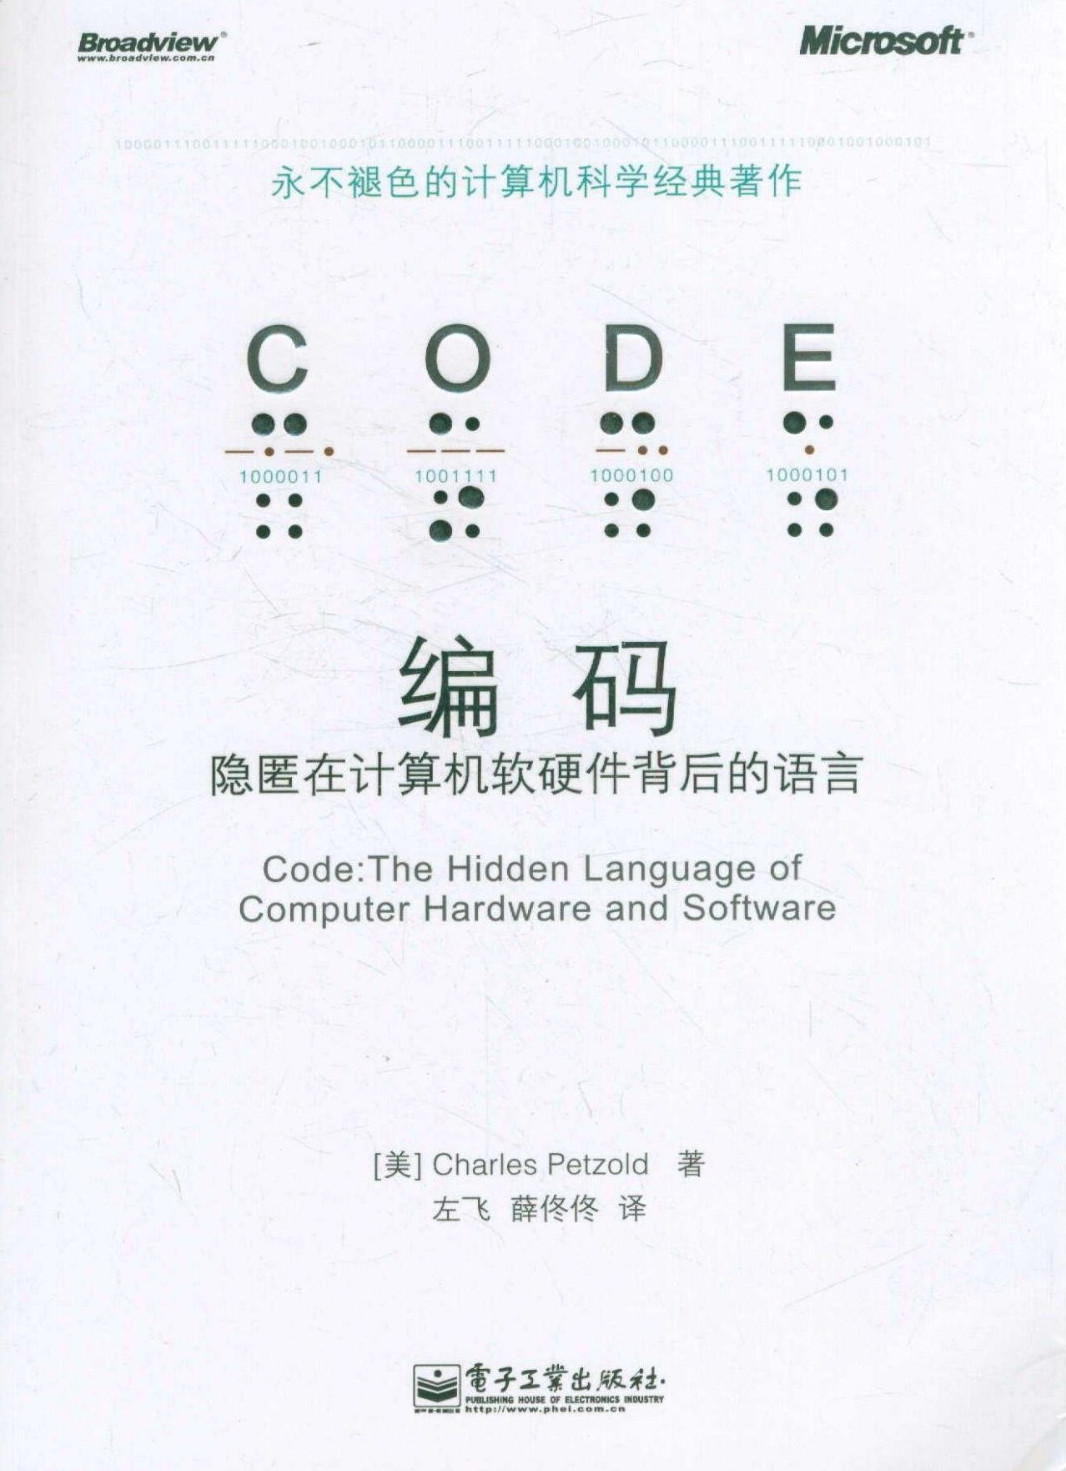 Broadview
www.broadview.com.cn
Microsoft
永不褪色的计算机科学经典著作
C O D E
1000011 1001111 1000100 1000101
编 码
隐匿在计算机软硬件背后的语言
Code:The Hidden Language of
Computer Hardware and Software
[美] Charles Petzold 著
左飞 薛佟佟 译
電子工業出版社.
PUBLISHING HOUSE OF ELECTRONICS INDUSTRY
http://www.phei.com.cn